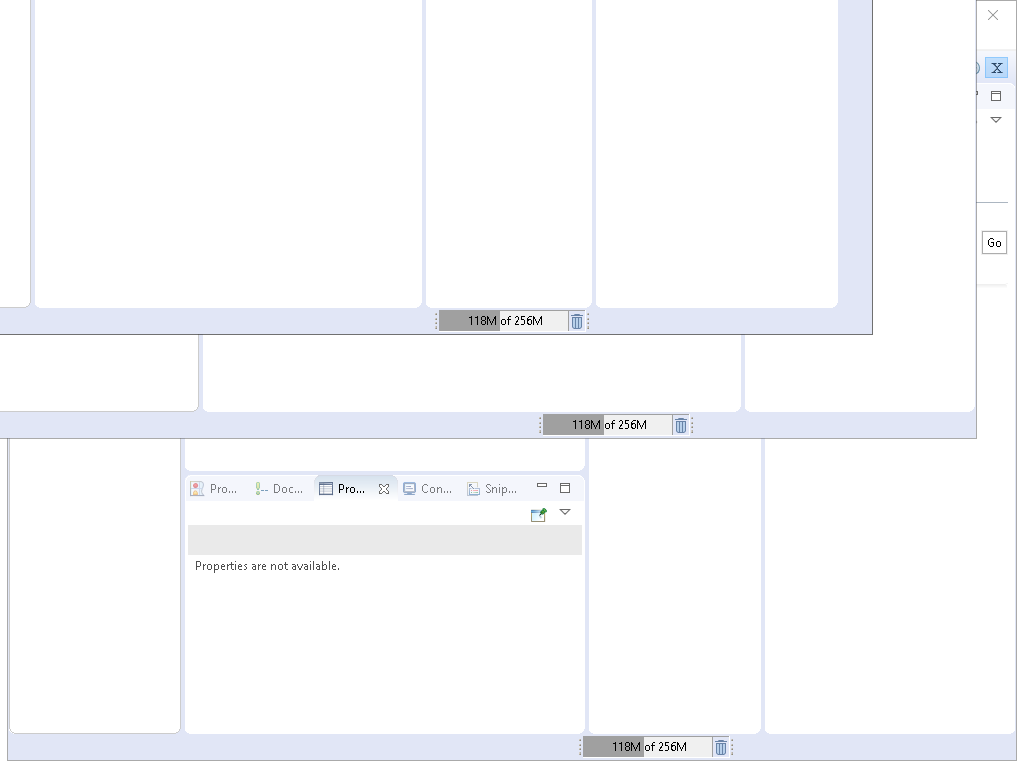 X
Go
118M of 256M
118M of 256M
Pro... Doc... Pro... Con... Snip...
Properties are not available.
118M of 256M